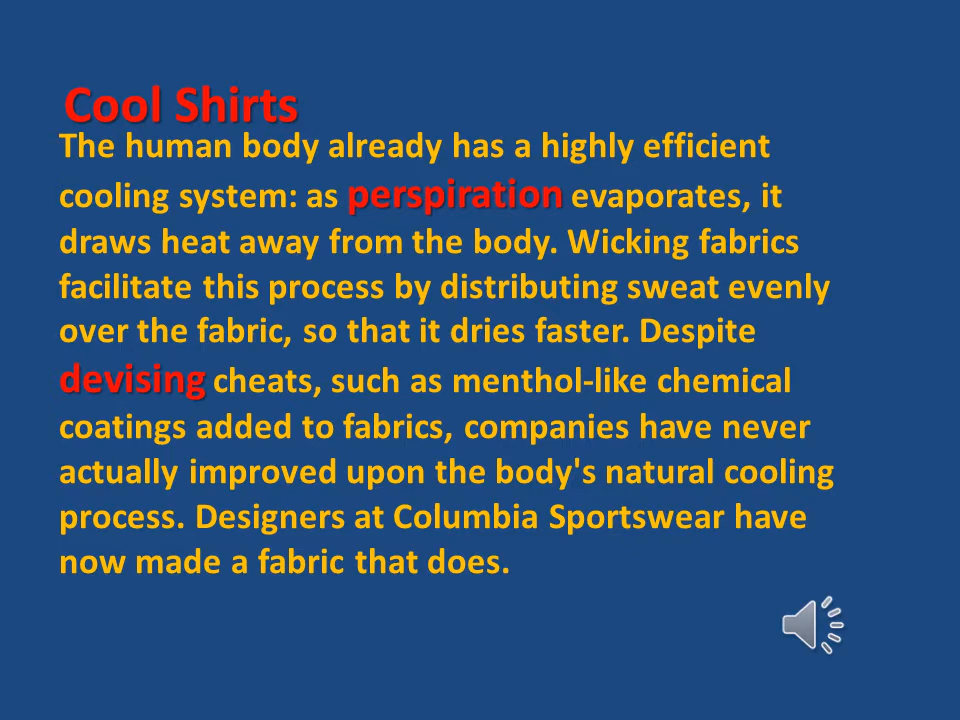 Cool Shirts
The human body already has a highly efficient
cooling system: as perspiration evaporates, it
draws heat away from the body. Wicking fabrics
facilitate this process by distributing sweat evenly
over the fabric, so that it dries faster. Despite
devising cheats, such as menthol-like chemical
coatings added to fabrics, companies have never
actually improved upon the body's natural cooling
process. Designers at Columbia Sportswear have
now made a fabric that does.